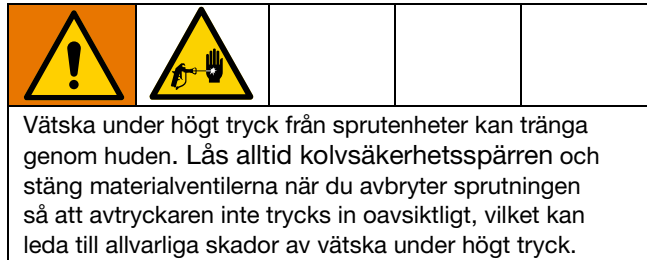 Vätska under högt tryck från sprutenheter kan tränga
genom huden. Lås alltid kolvsäkerhetsspärren och
stäng materialventilerna när du avbryter sprutningen
så att avtryckaren inte trycks in oavsiktligt, vilket kan
leda till allvarliga skador av vätska under högt tryck.